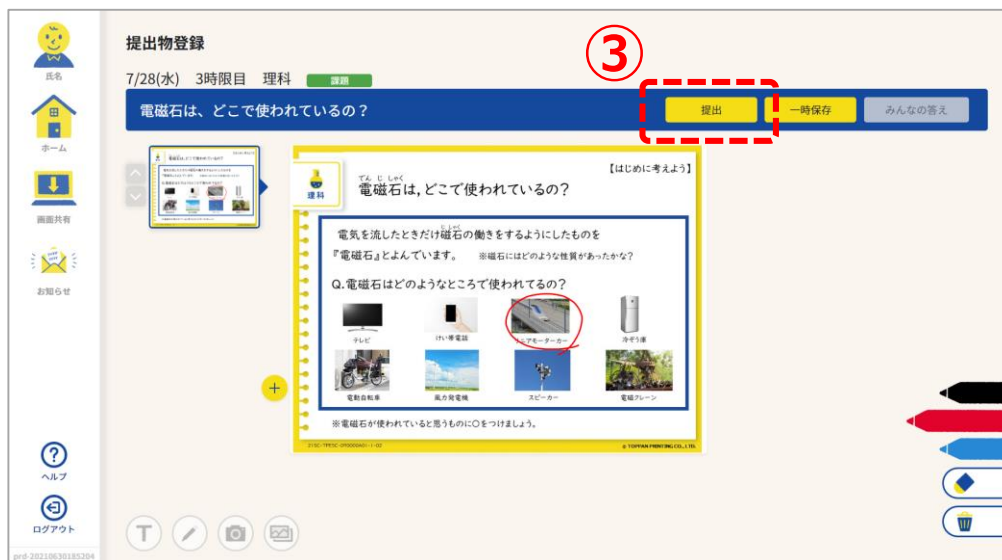 氏名
ホーム
画面共有
お知らせ
ヘルプ
ログアウト
prd-20210630185204
提出物登録
7/28(水) 3時限目 理科 課題
③
電磁石は、どこで使われているの？
提出
一時保存
みんなの答え
理科
【はじめに考えよう】
でん じ しゃく
電磁石は,どこで使われているの？
じしゃく
電気を流したときだけ磁石の働きをするようにしたものを
『電磁石』とよんでいます。 ※磁石にはどのような性質があったかな？
Q.電磁石はどのようなところで使われてるの？
テレビ
けい帯電話
リニアモーターカー
冷ぞう庫
電動自転車
風力発電機
スピーカー
電磁クレーン
※電磁石が使われていると思うものに○をつけましょう。
© TOPPAN PRINTING CO., LTD.
+
T